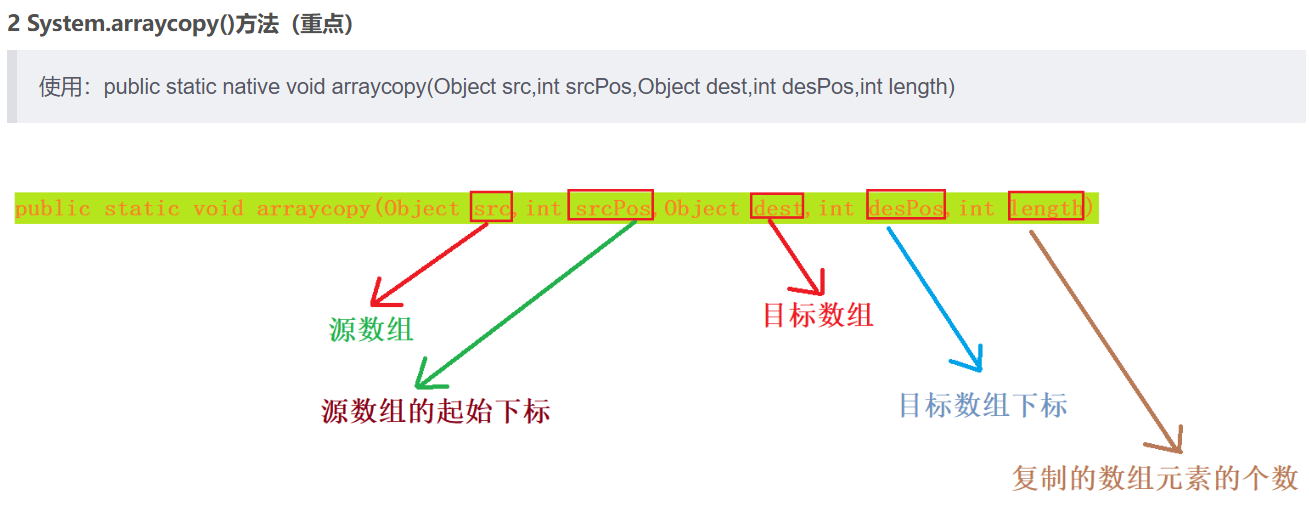 2 System.arraycopy()方法（重点）
使用：public static native void arraycopy(Object src,int srcPos,Object dest,int desPos,int length)
public static void arraycopy(Object src,int srcPos,Object dest,int desPos,int length)
源数组
目标数组
源数组的起始下标
目标数组下标
复制的数组元素的个数